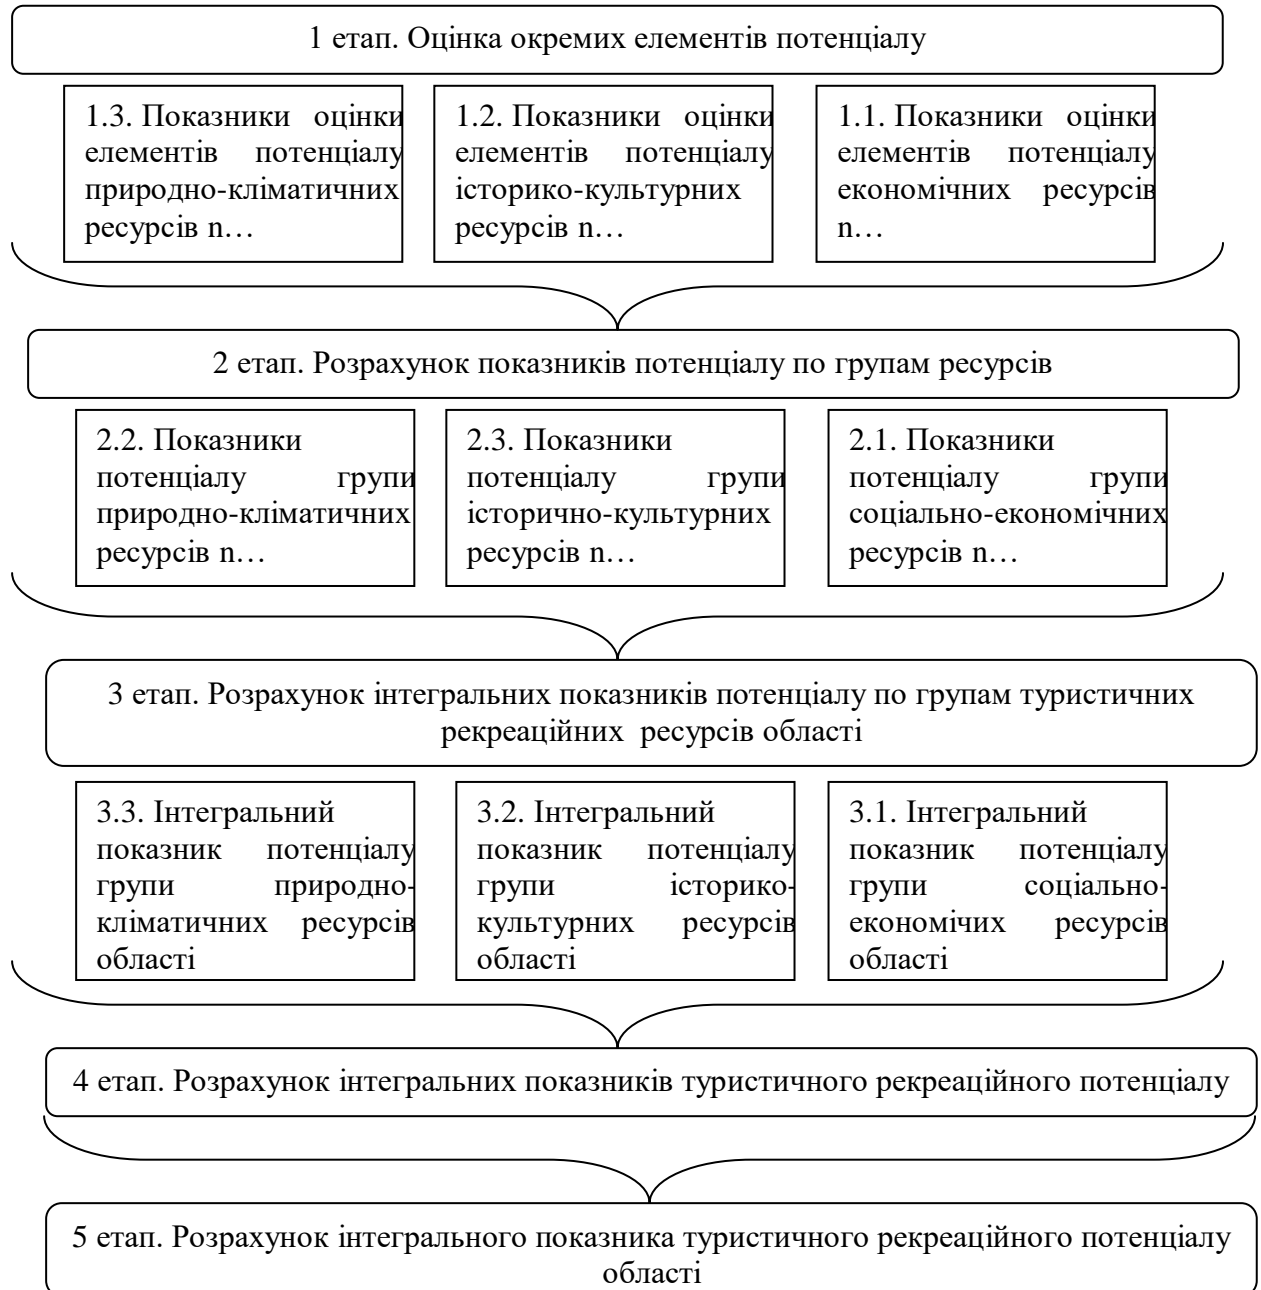 1 етап. Оцінка окремих елементів потенціалу
1.3. Показники оцінки
елементів потенціалу
природно-кліматичних
ресурсів n…
1.2. Показники оцінки
елементів потенціалу
історико-культурних
ресурсів n…
1.1. Показники оцінки
елементів потенціалу
економічних ресурсів
n…
2 етап. Розрахунок показників потенціалу по групам ресурсів
2.2. Показники
потенціалу групи
природно-кліматичних
ресурсів n…
2.3. Показники
потенціалу групи
історично-культурних
ресурсів n…
2.1. Показники
потенціалу групи
соціально-економічних
ресурсів n…
3 етап. Розрахунок інтегральних показників потенціалу по групам туристичних
рекреаційних ресурсів області
3.3. Інтегральний
показник потенціалу
групи природно-
кліматичних ресурсів
області
3.2. Інтегральний
показник потенціалу
групи історико-
культурних ресурсів
області
3.1. Інтегральний
показник потенціалу
групи соціально-
економічих ресурсів
області
4 етап. Розрахунок інтегральних показників туристичного рекреаційного потенціалу
5 етап. Розрахунок інтегрального показника туристичного рекреаційного потенціалу
області